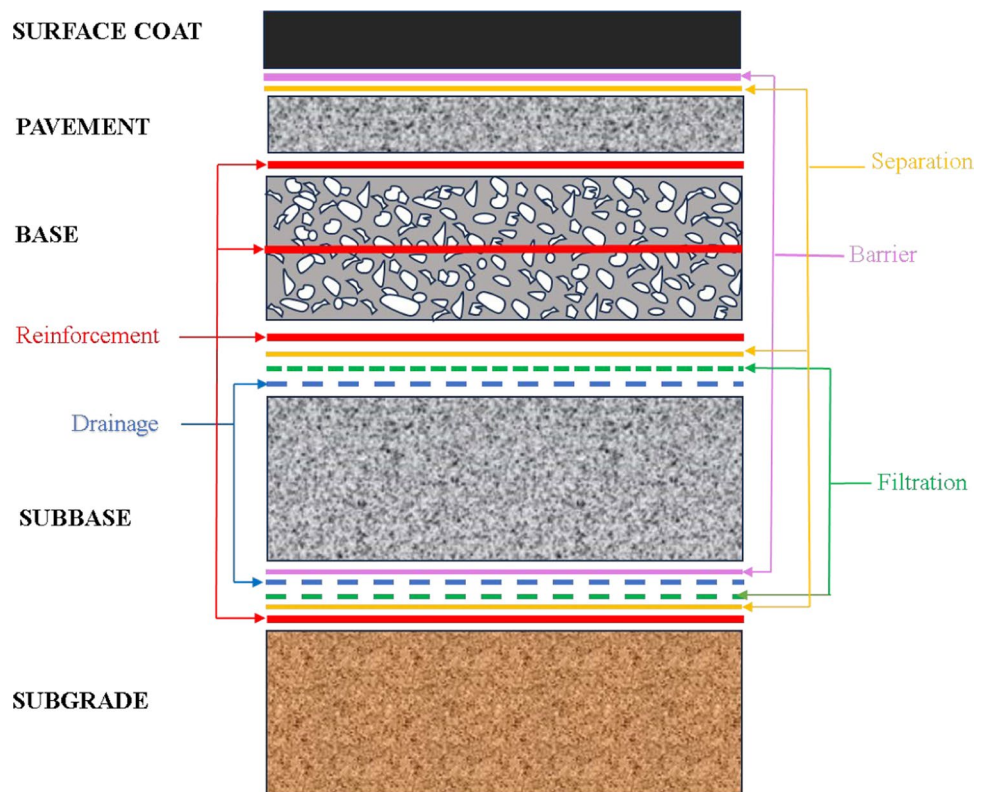 SURFACE COAT
PAVEMENT
Separation
BASE
Barrier
Reinforcement
Drainage
Filtration
SUBBASE
SUBGRADE